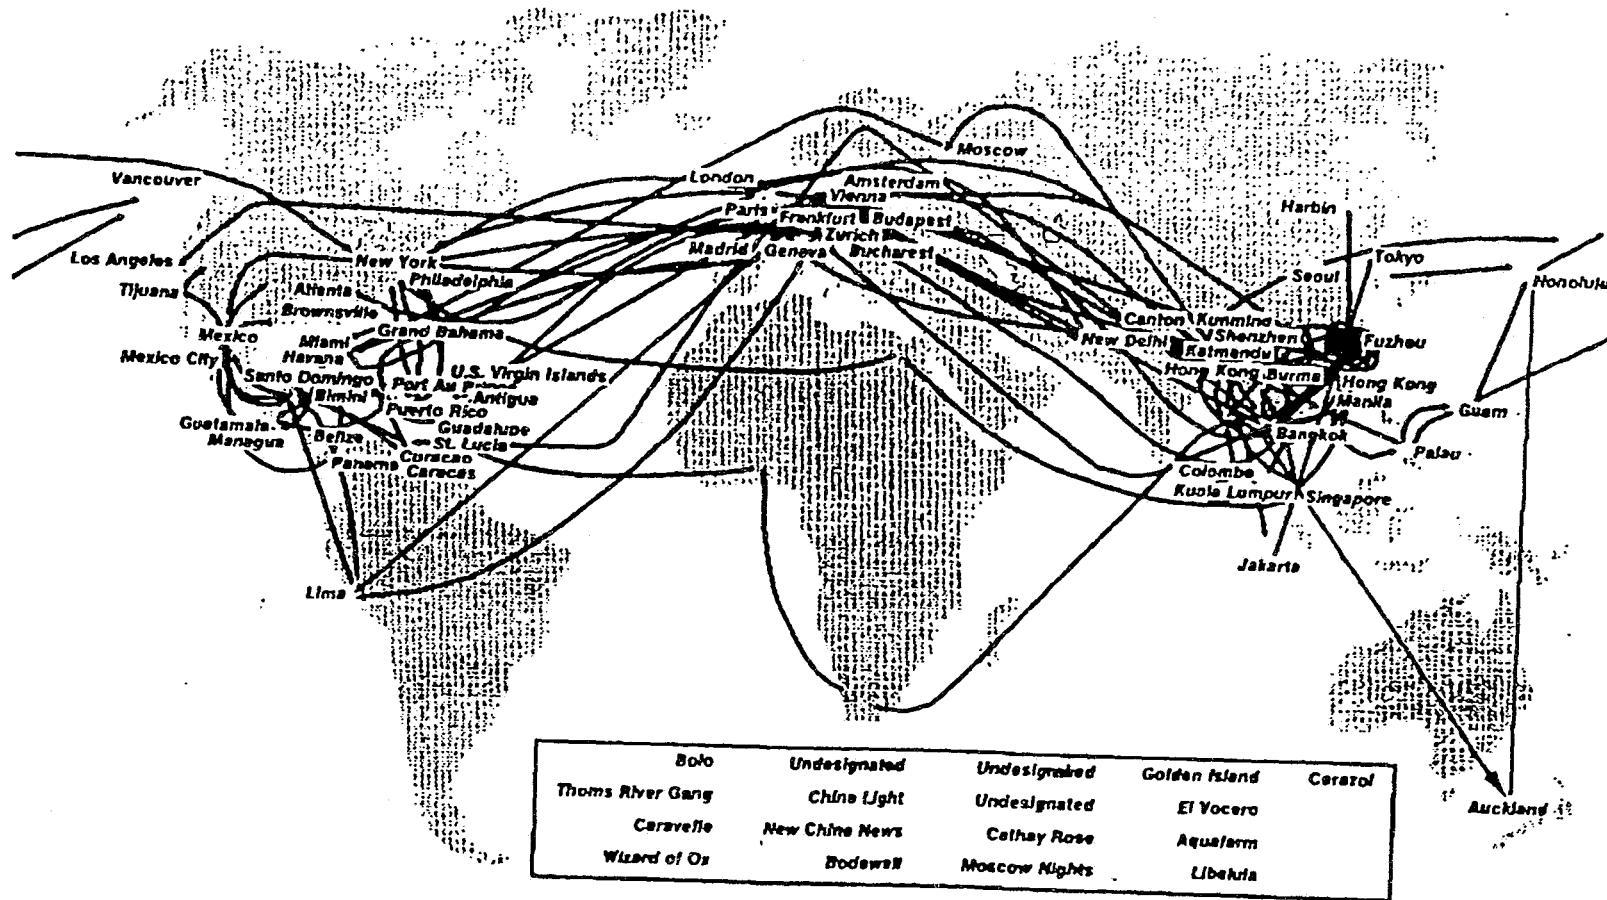 Moscow
Vancouver
London
Amsterdam
Vienna
Paris
Frankfurt
Budapest
Harbin
Zurich
Madrid
Geneva
Bucharest
Los Angeles
New York
Tokyo
Seoul
Honolulu
Philadelphia
Tijuana
Atlanta
Brownsville
Canton
Kunming
Mexico
Grand Bahama
Shenzhen
Fuzhou
Miami
New Delhi
Katmandu
Mexico City
Havana
U.S. Virgin Islands
Hong Kong
Burma
Hong Kong
Santo Domingo
Port Au
Bimini
Antigua
Manila
Puerto Rico
Guam
Guatamala
Guadalupe
Managua
Belize
St. Lucia
Bangkok
Palau
Panama
Curacao
Caracas
Colombo
Kuala Lumpur
Singapore
Jakarta
Lima
Auckland
Bolo Undesignated Undesignated Golden Island Cerazol
Thoms River Gang China Light Undesignated El Vocero
Caravelle New China News Cathay Rose Aquafarm
Wizard of Oz Bodewell Moscow Nights Libelula